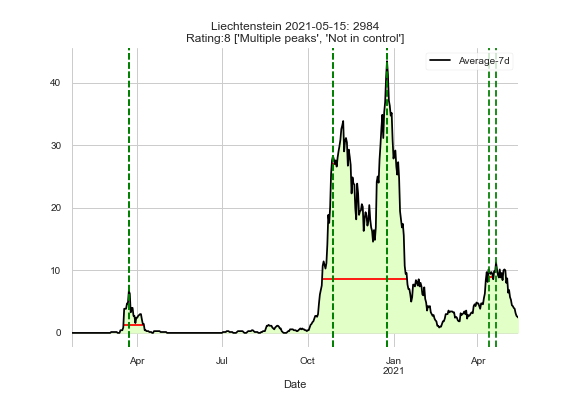 Liechtenstein 2021-05-15: 2984
Rating:8 ['Multiple peaks', 'Not in control']
Average-7d
40
30
20
10
0
Apr
Jul
Oct
Jan
2021
Apr
Date